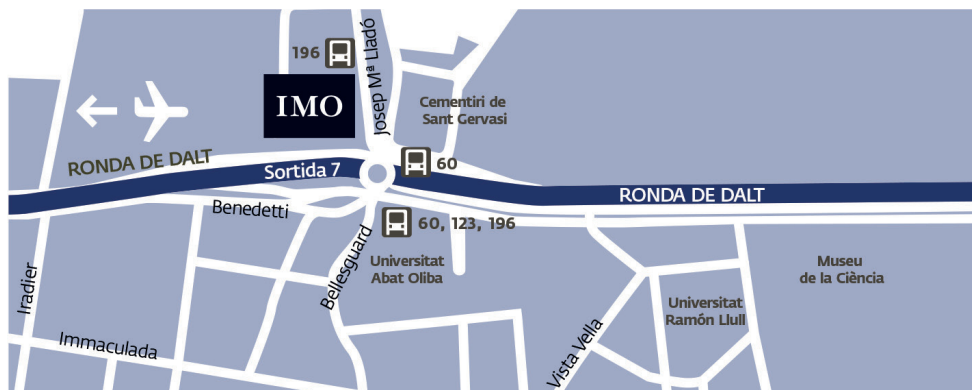 196
Josep Mª Lladó
IMO
Cementiri de
Sant Gervasi
RONDA DE DALT
Sortida 7
60
RONDA DE DALT
Benedetti
60, 123, 196
Bellesguard
Universitat
Abat Oliba
Museu
de la Ciència
Iradier
Universitat
Ramón Llull
Immaculada
Vista Vella